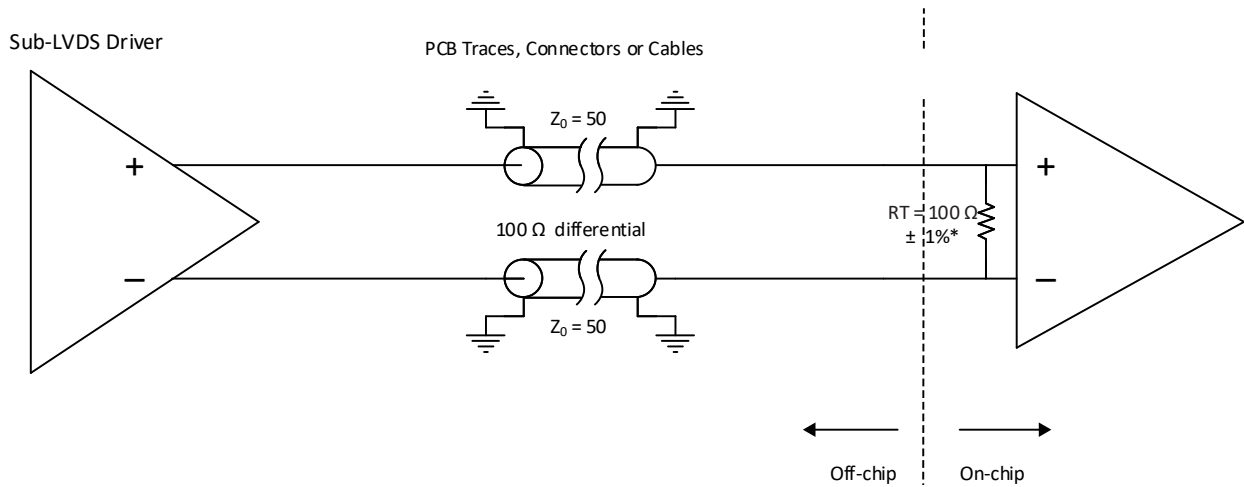 Sub-LVDS Driver
PCB Traces, Connectors or Cables
Z₀ = 50
+
+
RT = 100 Ω
± 1%*
100 Ω differential
–
–
Z₀ = 50
Off-chip
On-chip